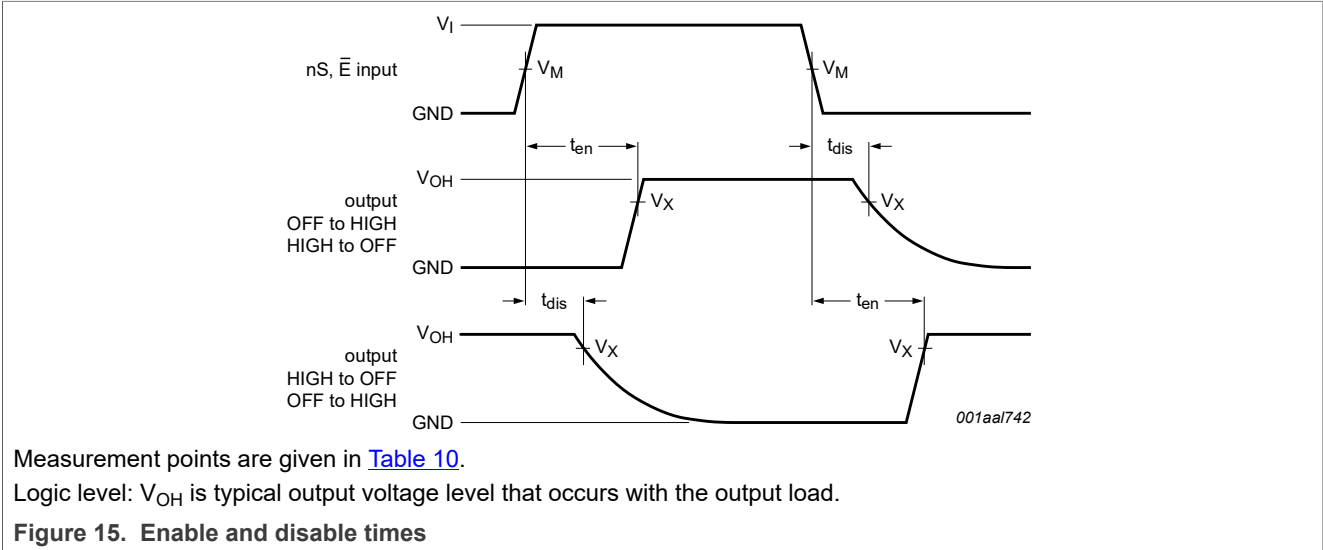 V_I
nS, E̅ input
V_M
V_M
GND
t_en
t_dis
V_OH
output
OFF to HIGH
HIGH to OFF
V_X
V_X
GND
t_dis
t_en
V_OH
output
HIGH to OFF
OFF to HIGH
V_X
V_X
GND
001aal742
Measurement points are given in Table 10.
Logic level: V_OH is typical output voltage level that occurs with the output load.
Figure 15. Enable and disable times